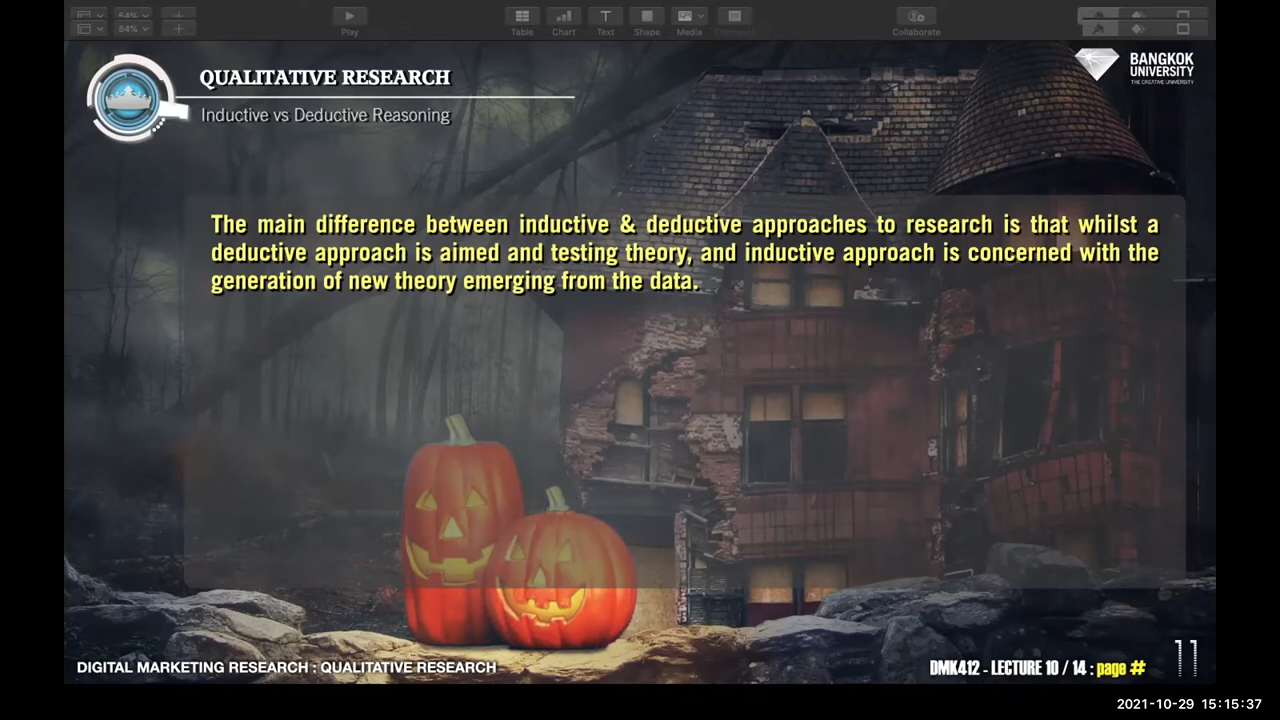 54%
54%
Play
Table
Chart
Text
Shape
Media
Comment
Collaborate
QUALITATIVE RESEARCH
Inductive vs Deductive Reasoning
BANGKOK
UNIVERSITY
THE CREATIVE UNIVERSITY
The main difference between inductive & deductive approaches to research is that whilst a
deductive approach is aimed and testing theory, and inductive approach is concerned with the
generation of new theory emerging from the data.
DIGITAL MARKETING RESEARCH : QUALITATIVE RESEARCH
DMK412 - LECTURE 10 / 14 : page #
11
2021-10-29 15:15:37